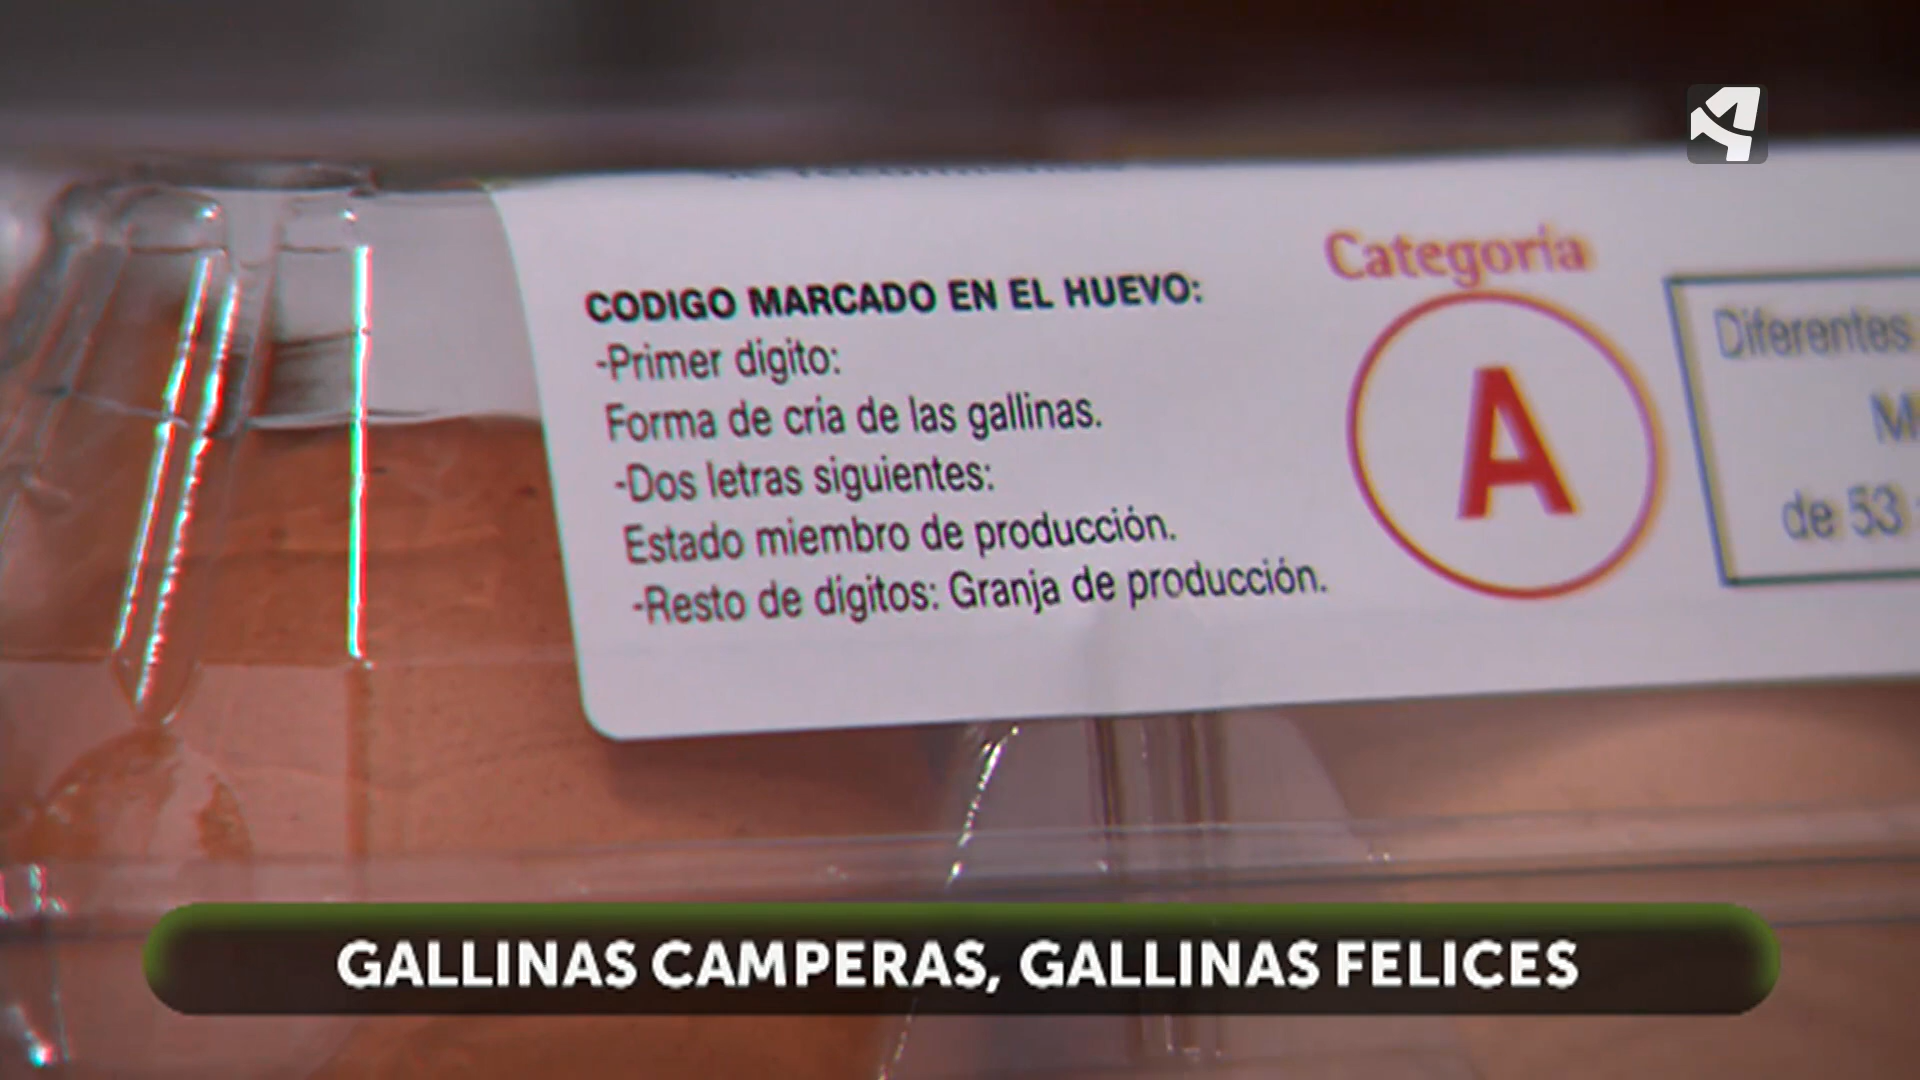 CODIGO MARCADO EN EL HUEVO:
-Primer digito:
Forma de cria de las gallinas.
-Dos letras siguientes:
Estado miembro de producción.
-Resto de digitos: Granja de producción.
Categoría
A
Diferentes
de 53
GALLINAS CAMPERAS, GALLINAS FELICES